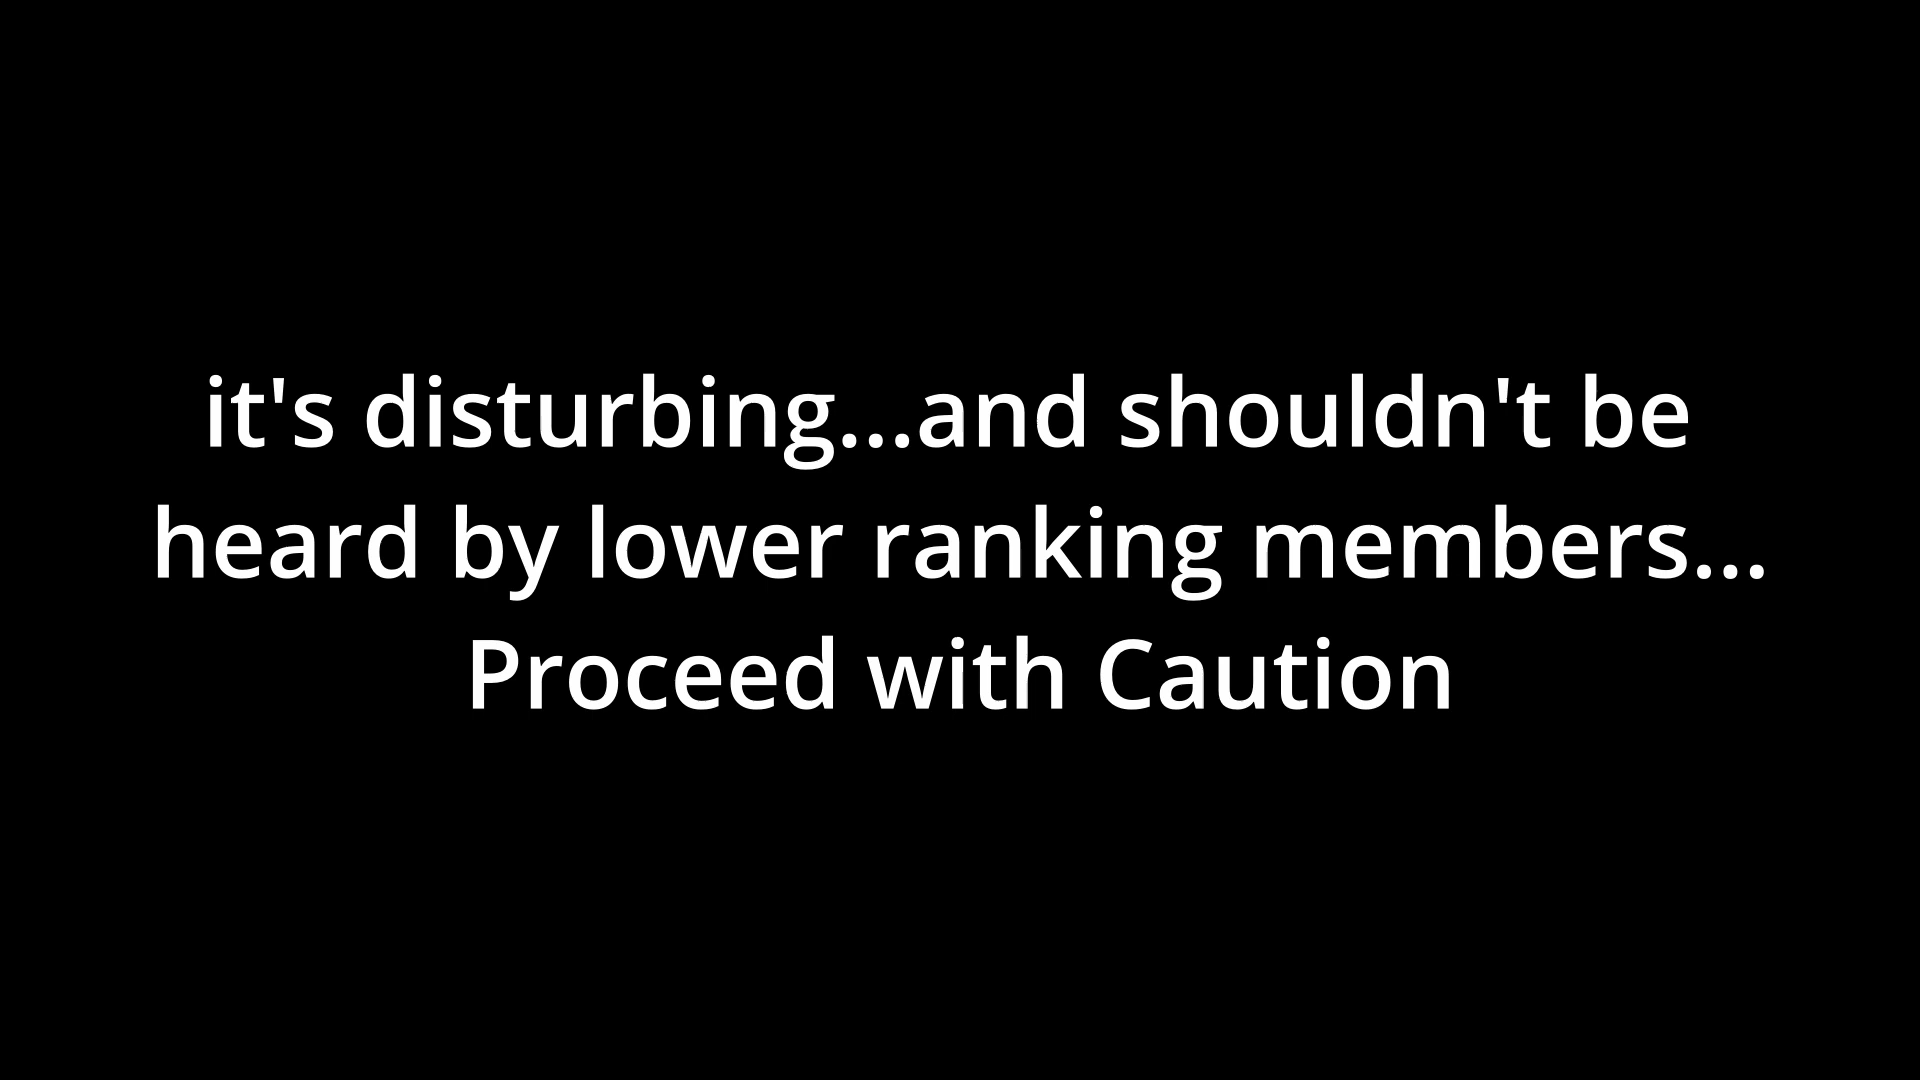 it's disturbing...and shouldn't be
heard by lower ranking members...
Proceed with Caution